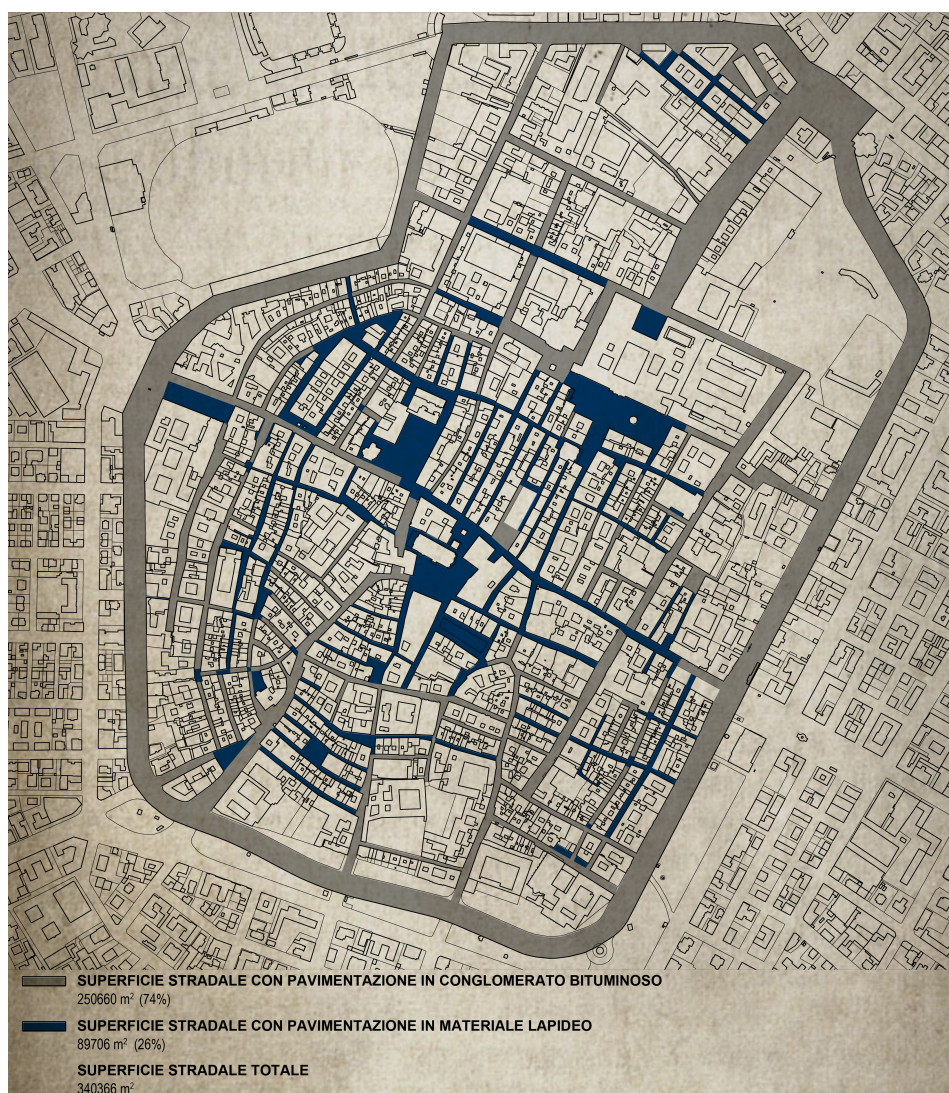 SUPERFICIE STRADALE CON PAVIMENTAZIONE IN CONGLOMERATO BITUMINOSO
250660 m² (74%)
SUPERFICIE STRADALE CON PAVIMENTAZIONE IN MATERIALE LAPIDEO
89706 m² (26%)
SUPERFICIE STRADALE TOTALE
340366 m²